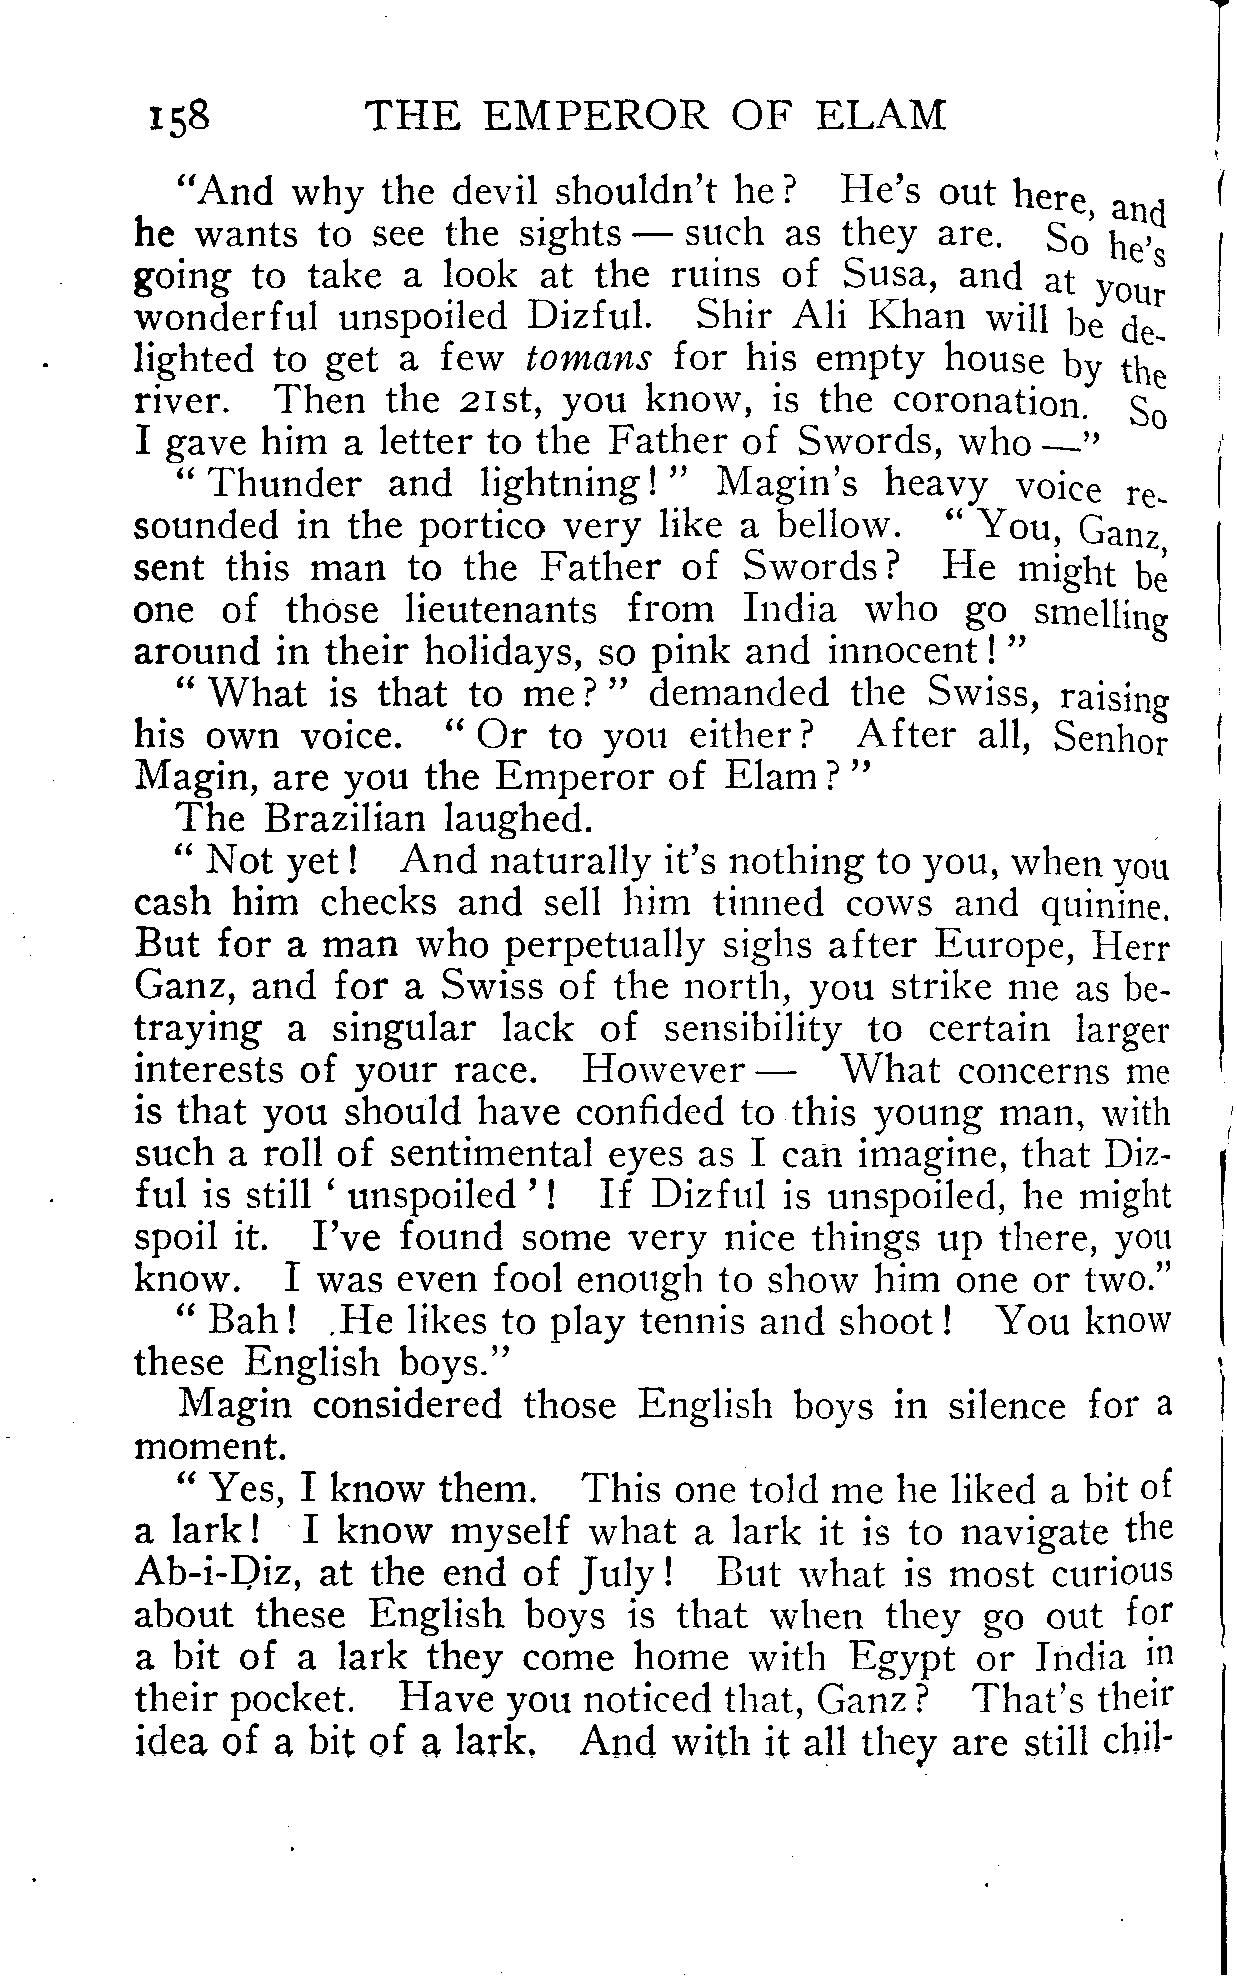 158 THE EMPEROR OF ELAM
"And why the devil shouldn't he? He's out here, and
he wants to see the sights — such as they are. So he's
going to take a look at the ruins of Susa, and at your
wonderful unspoiled Dizful. Shir Ali Khan will be de-
lighted to get a few tomans for his empty house by the
river. Then the 21st, you know, is the coronation. So
I gave him a letter to the Father of Swords, who —"
" Thunder and lightning! " Magin's heavy voice re-
sounded in the portico very like a bellow. " You, Ganz,
sent this man to the Father of Swords? He might be
one of those lieutenants from India who go smelling
around in their holidays, so pink and innocent! "
" What is that to me? " demanded the Swiss, raising
his own voice. " Or to you either? After all, Senhor
Magin, are you the Emperor of Elam? "
The Brazilian laughed.
" Not yet! And naturally it's nothing to you, when you
cash him checks and sell him tinned cows and quinine.
But for a man who perpetually sighs after Europe, Herr
Ganz, and for a Swiss of the north, you strike me as be-
traying a singular lack of sensibility to certain larger
interests of your race. However — What concerns me
is that you should have confided to this young man, with
such a roll of sentimental eyes as I can imagine, that Diz-
ful is still ' unspoiled '! If Dizful is unspoiled, he might
spoil it. I've found some very nice things up there, you
know. I was even fool enough to show him one or two."
" Bah! He likes to play tennis and shoot! You know
these English boys."
Magin considered those English boys in silence for a
moment.
" Yes, I know them. This one told me he liked a bit of
a lark! I know myself what a lark it is to navigate the
Ab-i-Diz, at the end of July! But what is most curious
about these English boys is that when they go out for
a bit of a lark they come home with Egypt or India in
their pocket. Have you noticed that, Ganz? That's their
idea of a bit of a lark. And with it all they are still chil-